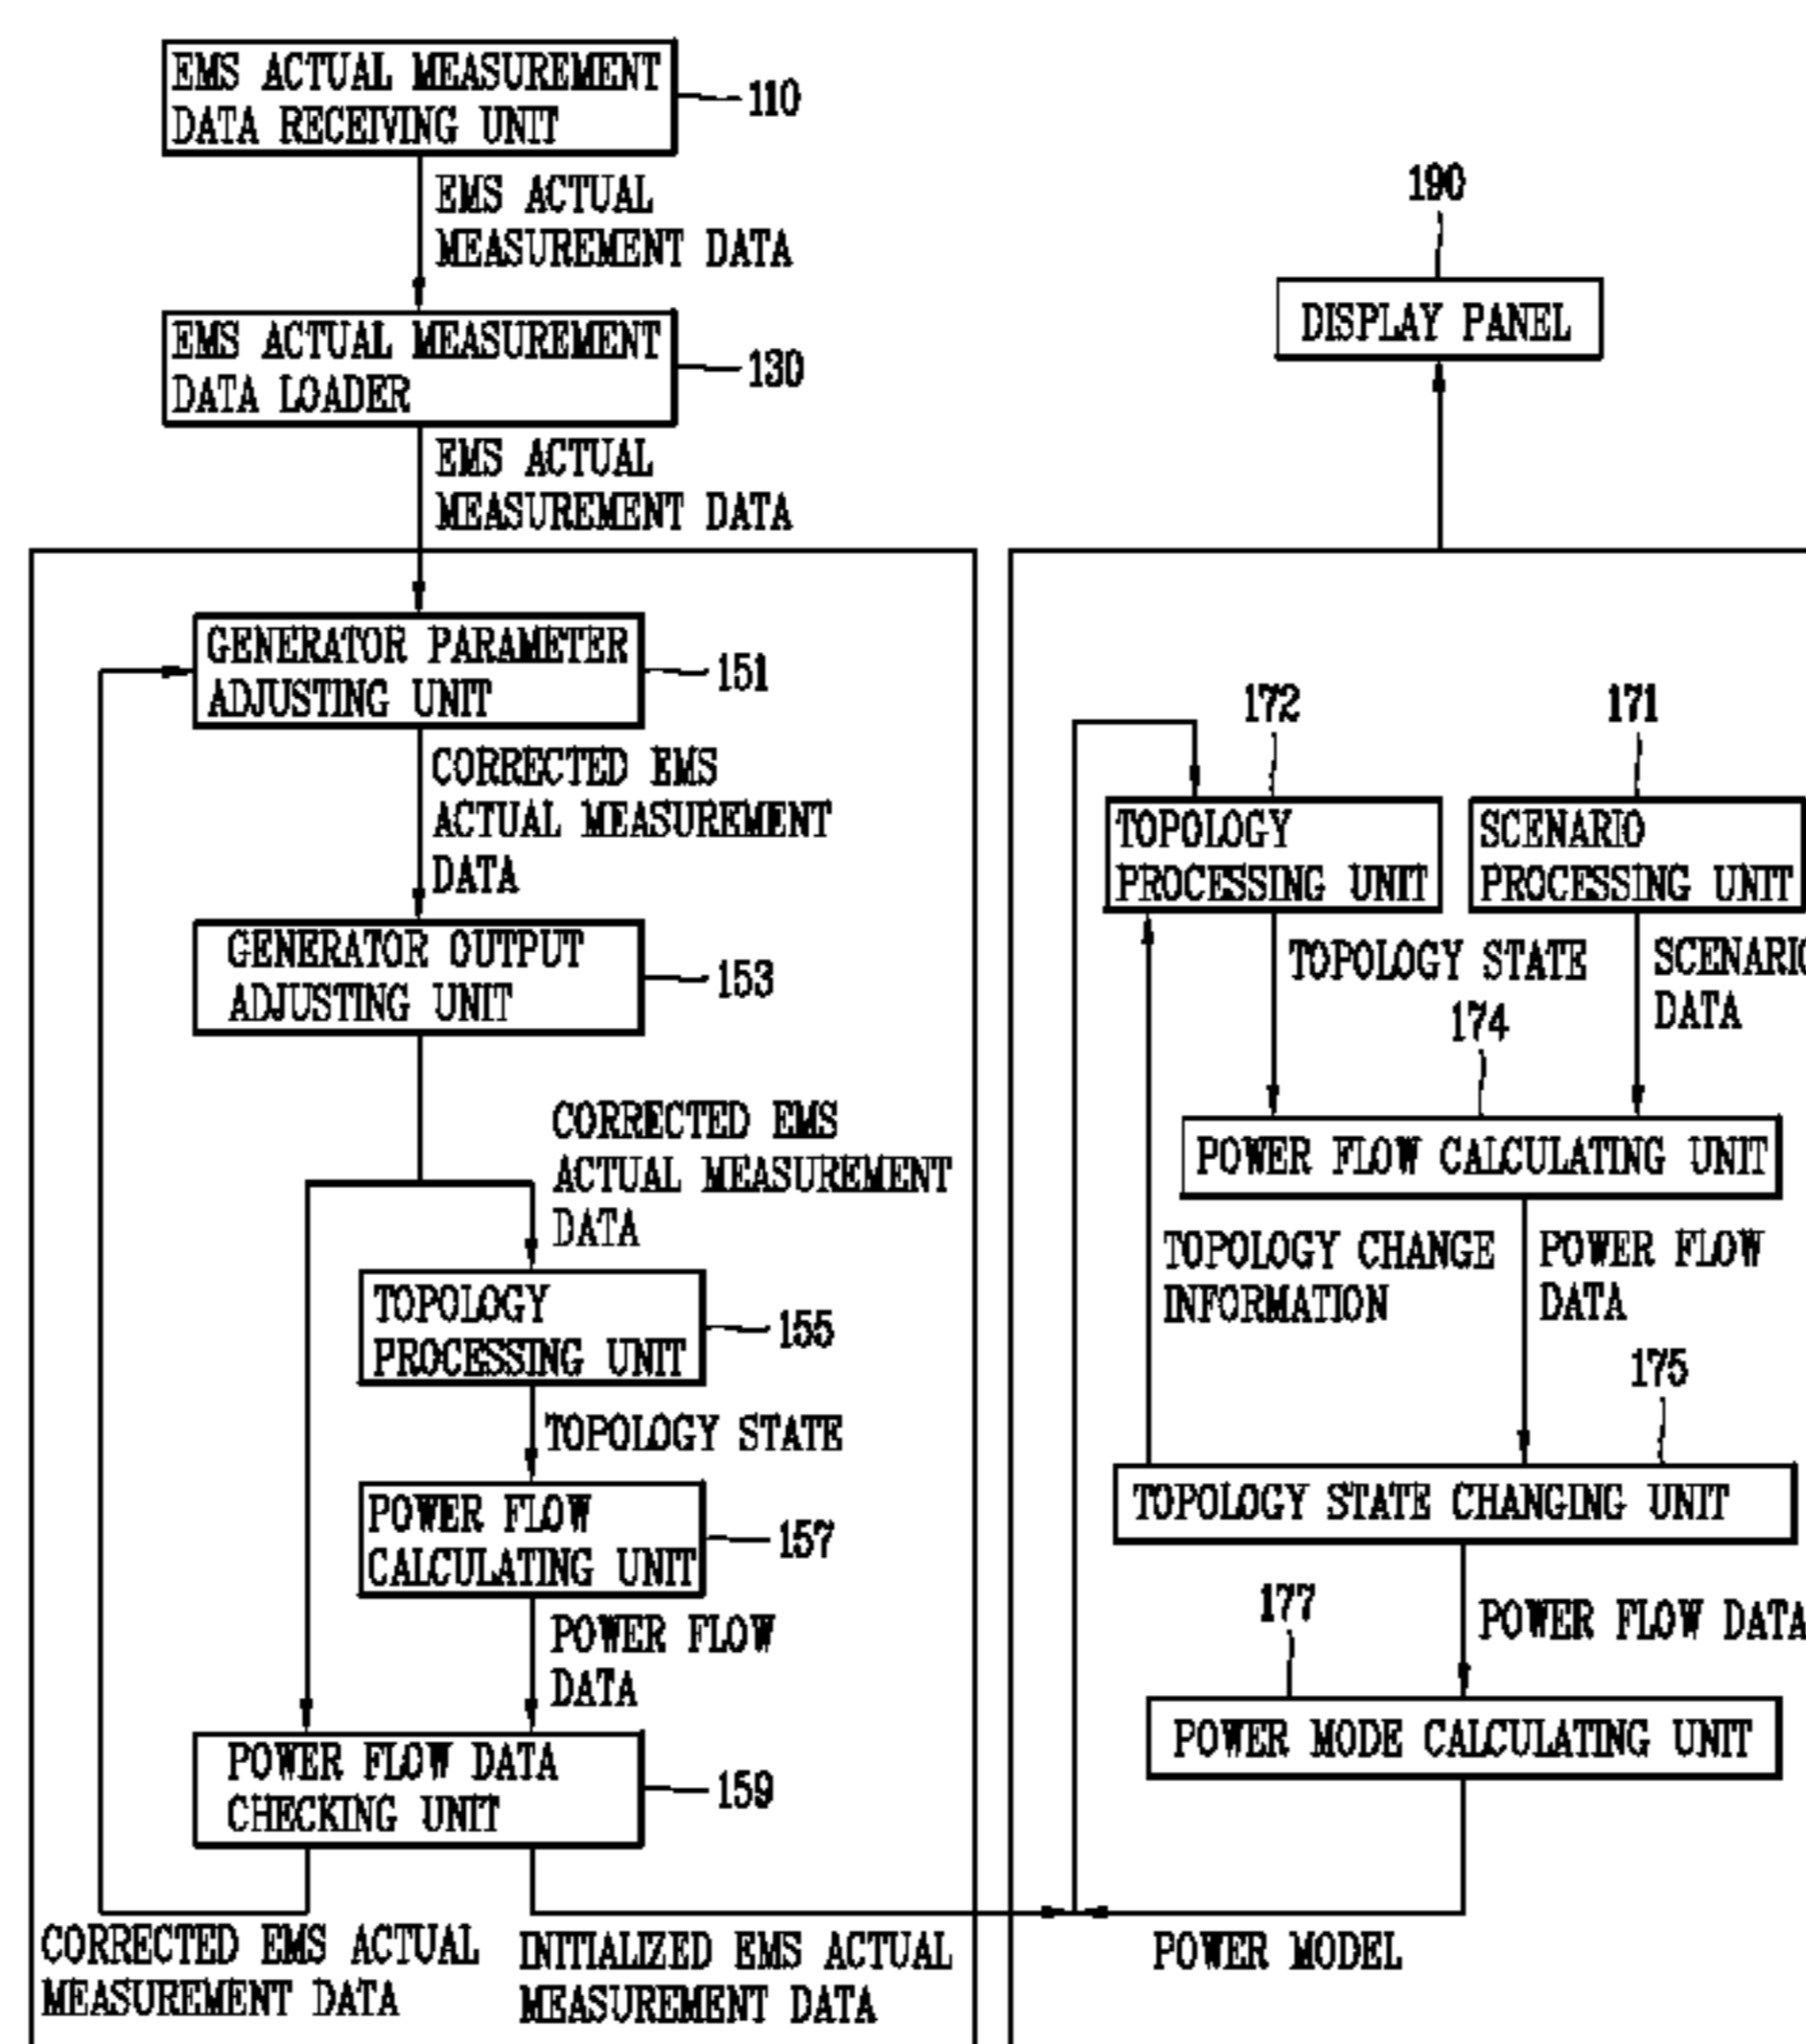 EMS ACTUAL MEASUREMENT
DATA RECEIVING UNIT
110
EMS ACTUAL
MEASUREMENT DATA
EMS ACTUAL MEASUREMENT
DATA LOADER
130
EMS ACTUAL
MEASUREMENT DATA
GENERATOR PARAMETER
ADJUSTING UNIT
151
CORRECTED EMS
ACTUAL MEASUREMENT
DATA
GENERATOR OUTPUT
ADJUSTING UNIT
153
CORRECTED EMS
ACTUAL MEASUREMENT
DATA
TOPOLOGY
PROCESSING UNIT
155
TOPOLOGY STATE
POWER FLOW
CALCULATING UNIT
157
POWER FLOW
DATA
POWER FLOW DATA
CHECKING UNIT
159
CORRECTED EMS ACTUAL
MEASUREMENT DATA
INITIALIZED EMS ACTUAL
MEASUREMENT DATA
190
DISPLAY PANEL
172
171
TOPOLOGY
PROCESSING UNIT
SCENARIO
PROCESSING UNIT
TOPOLOGY STATE
SCENARIO
DATA
174
POWER FLOW CALCULATING UNIT
TOPOLOGY CHANGE
INFORMATION
POWER FLOW
DATA
175
TOPOLOGY STATE CHANGING UNIT
177
POWER FLOW DATA
POWER MODE CALCULATING UNIT
POWER MODEL